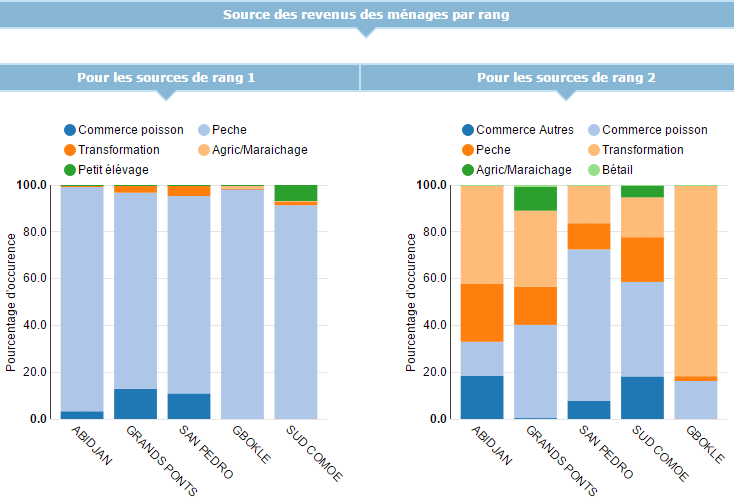 Source des revenus des ménages par rang
Pour les sources de rang 1
Commerce poisson
Peche
Transformation
Agric/Maraichage
Petit élévage
Pourcentage d'occurence
100.0
80.0
60.0
40.0
20.0
0.0
ABIDJAN
GRANDS PONTS
SAN PEDRO
GBOKLE
SUD COMOE
Pour les sources de rang 2
Commerce Autres
Commerce poisson
Peche
Transformation
Agric/Maraichage
Bétail
Pourcentage d'occurence
100.0
80.0
60.0
40.0
20.0
0.0
ABIDJAN
GRANDS PONTS
SAN PEDRO
SUD COMOE
GBOKLE